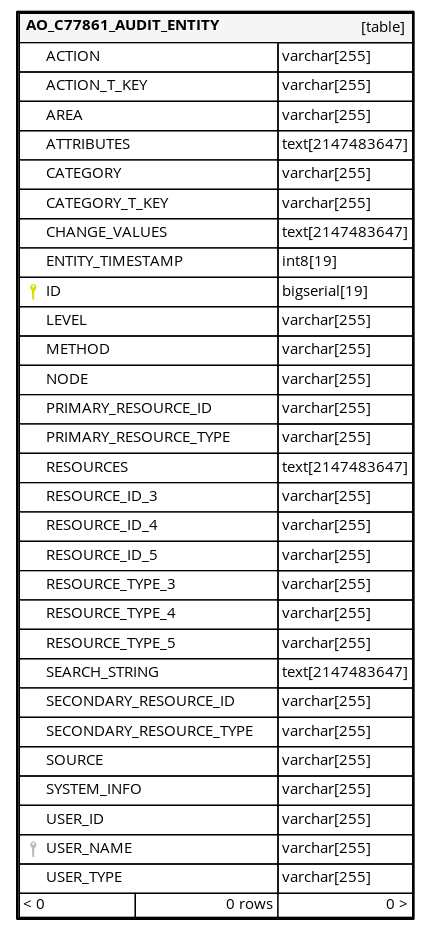 AO_C77861_AUDIT_ENTITY [table]
ACTION varchar[255]
ACTION_T_KEY varchar[255]
AREA varchar[255]
ATTRIBUTES text[2147483647]
CATEGORY varchar[255]
CATEGORY_T_KEY varchar[255]
CHANGE_VALUES text[2147483647]
ENTITY_TIMESTAMP int8[19]
ID bigserial[19]
LEVEL varchar[255]
METHOD varchar[255]
NODE varchar[255]
PRIMARY_RESOURCE_ID varchar[255]
PRIMARY_RESOURCE_TYPE varchar[255]
RESOURCES text[2147483647]
RESOURCE_ID_3 varchar[255]
RESOURCE_ID_4 varchar[255]
RESOURCE_ID_5 varchar[255]
RESOURCE_TYPE_3 varchar[255]
RESOURCE_TYPE_4 varchar[255]
RESOURCE_TYPE_5 varchar[255]
SEARCH_STRING text[2147483647]
SECONDARY_RESOURCE_ID varchar[255]
SECONDARY_RESOURCE_TYPE varchar[255]
SOURCE varchar[255]
SYSTEM_INFO varchar[255]
USER_ID varchar[255]
USER_NAME varchar[255]
USER_TYPE varchar[255]
< 0 0 rows 0 >